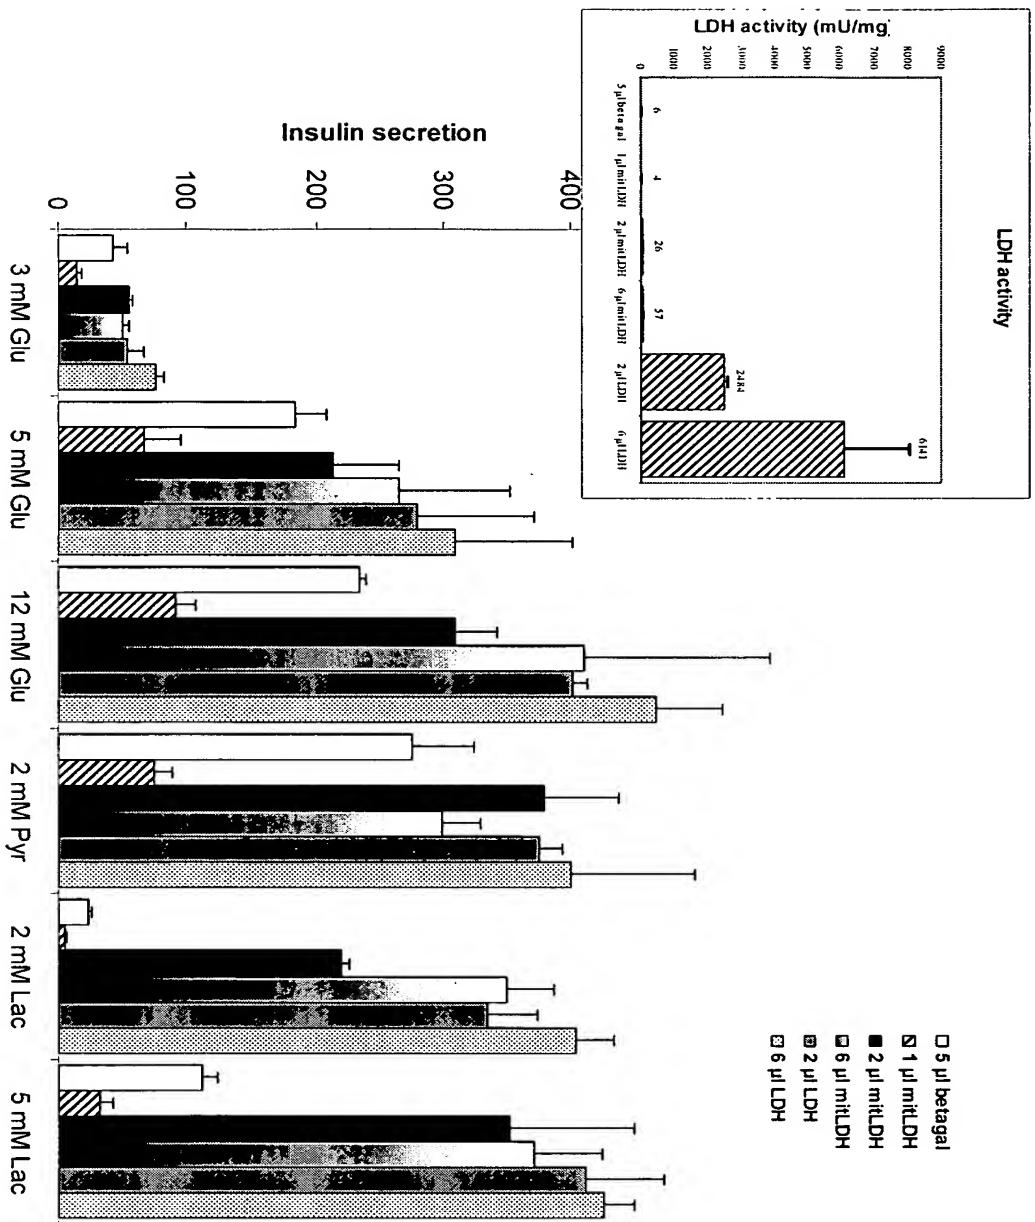 LDH activity
LDH activity (mU/mg)
9000
8000
7000
6000
5000
4000
3000
2000
1000
0
6
4
26
57
2484
6141
5 µl beta gal
1 µl mitLDH
2 µl mitLDH
6 µl mitLDH
2 µl LDH
6 µl LDH
Insulin secretion
400
300
200
100
0
3 mM Glu
5 mM Glu
12 mM Glu
2 mM Pyr
2 mM Lac
5 mM Lac
5 µl betagal
1 µl mitLDH
2 µl mitLDH
6 µl mitLDH
2 µl LDH
6 µl LDH